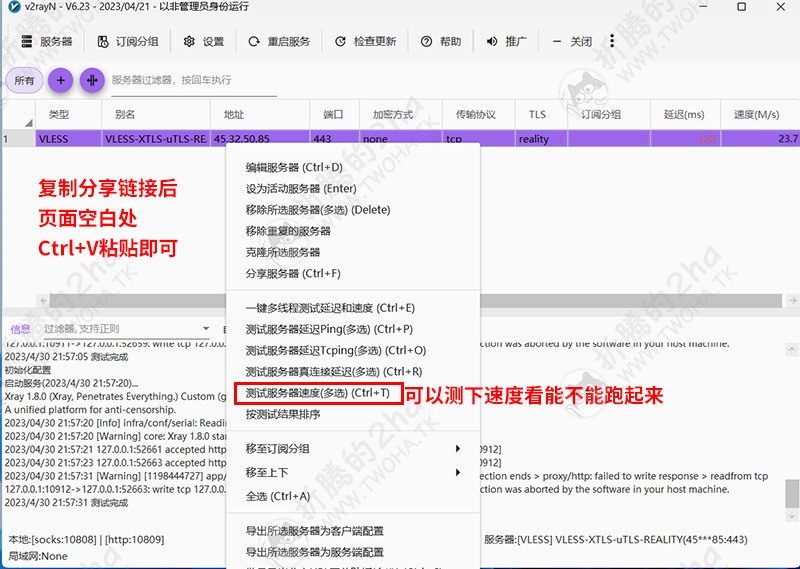 v2rayN - V6.23 - 2023/04/21 - 以非管理员身份运行
服务器 订阅分组 设置 重启服务 检查更新 帮助 推广 关闭
所有 服务器过滤器，按回车执行
类型 别名 地址 端口 加密方式 传输协议 TLS 订阅分组 延迟(ms) 速度(M/s)
1 VLESS VLESS-XTLS-uTLS-RE 45.32.50.85 443 none tcp reality 120 23.7
复制分享链接后
页面空白处
Ctrl+V粘贴即可
编辑服务器 (Ctrl+D)
设为活动服务器 (Enter)
移除所选服务器(多选) (Delete)
移除重复的服务器
克隆所选服务器
分享服务器 (Ctrl+F)
一键多线程测试延迟和速度 (Ctrl+E)
测试服务器延迟Ping(多选) (Ctrl+P)
测试服务器延迟Tcping(多选) (Ctrl+O)
测试服务器真连接延迟(多选) (Ctrl+R)
测试服务器速度(多选) (Ctrl+T) 可以测下速度看能不能跑起来
按测试结果排序
移至订阅分组
移至上下
全选 (Ctrl+A)
导出所选服务器为客户端配置
导出所选服务器为服务端配置
信息 过滤器, 支持正则
127.0.0.1:10911->127.0.0.1:52659: write tcp 127.0. nection was aborted by the software in your host machine.
2023/4/30 21:57:05 测试完成
初始化配置
启动服务(2023/4/30 21:57:20)...
Xray 1.8.0 (Xray, Penetrates Everything.) Custom (g
A unified platform for anti-censorship.
2023/04/30 21:57:20 [Info] infra/conf/serial: Readin
2023/04/30 21:57:20 [Warning] core: Xray 1.8.0 star
2023/04/30 21:57:21 127.0.0.1:52661 accepted http 0912]
2023/04/30 21:57:23 127.0.0.1:52663 accepted http 0912]
2023/04/30 21:57:31 [Warning] [1198444727] app/ ection ends > proxy/http: failed to write response > readfrom tcp
127.0.0.1:10912->127.0.0.1:52663: write tcp 127.0. ction was aborted by the software in your host machine.
2023/4/30 21:57:31 测试完成
本地:[socks:10808] | [http:10809] 服务器:[VLESS] VLESS-XTLS-uTLS-REALITY(45***85:443)
局域网:None
折腾的2ha
WWW.TWOHA.TK